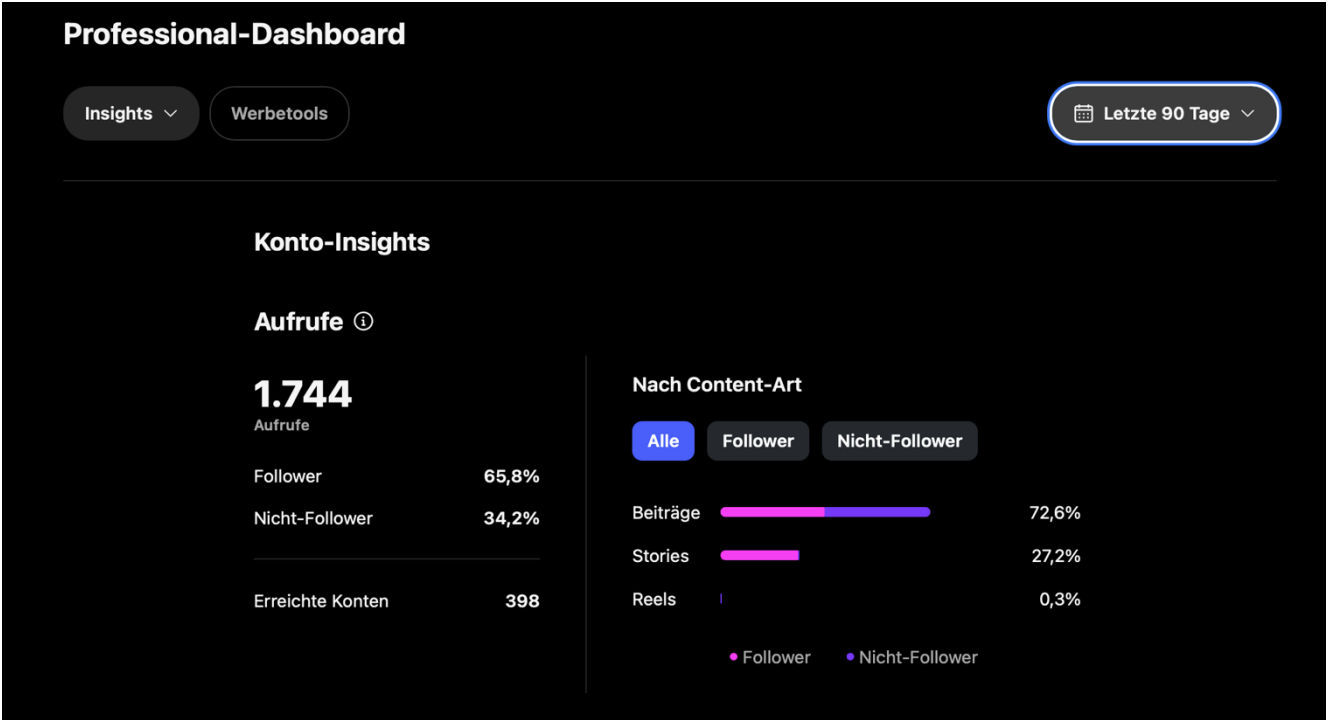 Professional-Dashboard
Insights
Werbetools
Letzte 90 Tage
Konto-Insights
Aufrufe
1.744
Aufrufe
Follower 65,8%
Nicht-Follower 34,2%
Erreichte Konten 398
Nach Content-Art
Alle
Follower
Nicht-Follower
Beiträge 72,6%
Stories 27,2%
Reels 0,3%
Follower
Nicht-Follower